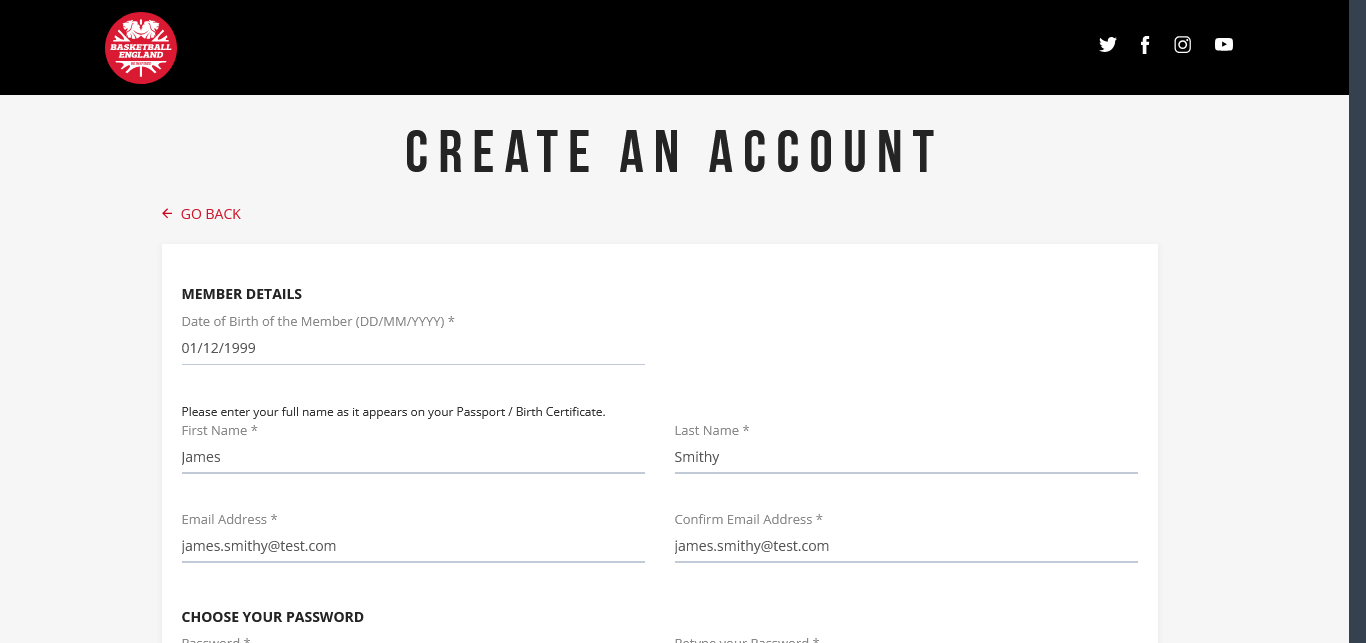 BASKETBALL
ENGLAND
CREATE AN ACCOUNT
GO BACK
MEMBER DETAILS
Date of Birth of the Member (DD/MM/YYYY) *
01/12/1999
Please enter your full name as it appears on your Passport / Birth Certificate.
First Name *
Last Name *
James
Smithy
Email Address *
Confirm Email Address *
james.smithy@test.com
james.smithy@test.com
CHOOSE YOUR PASSWORD
Password *
Retype your Password *